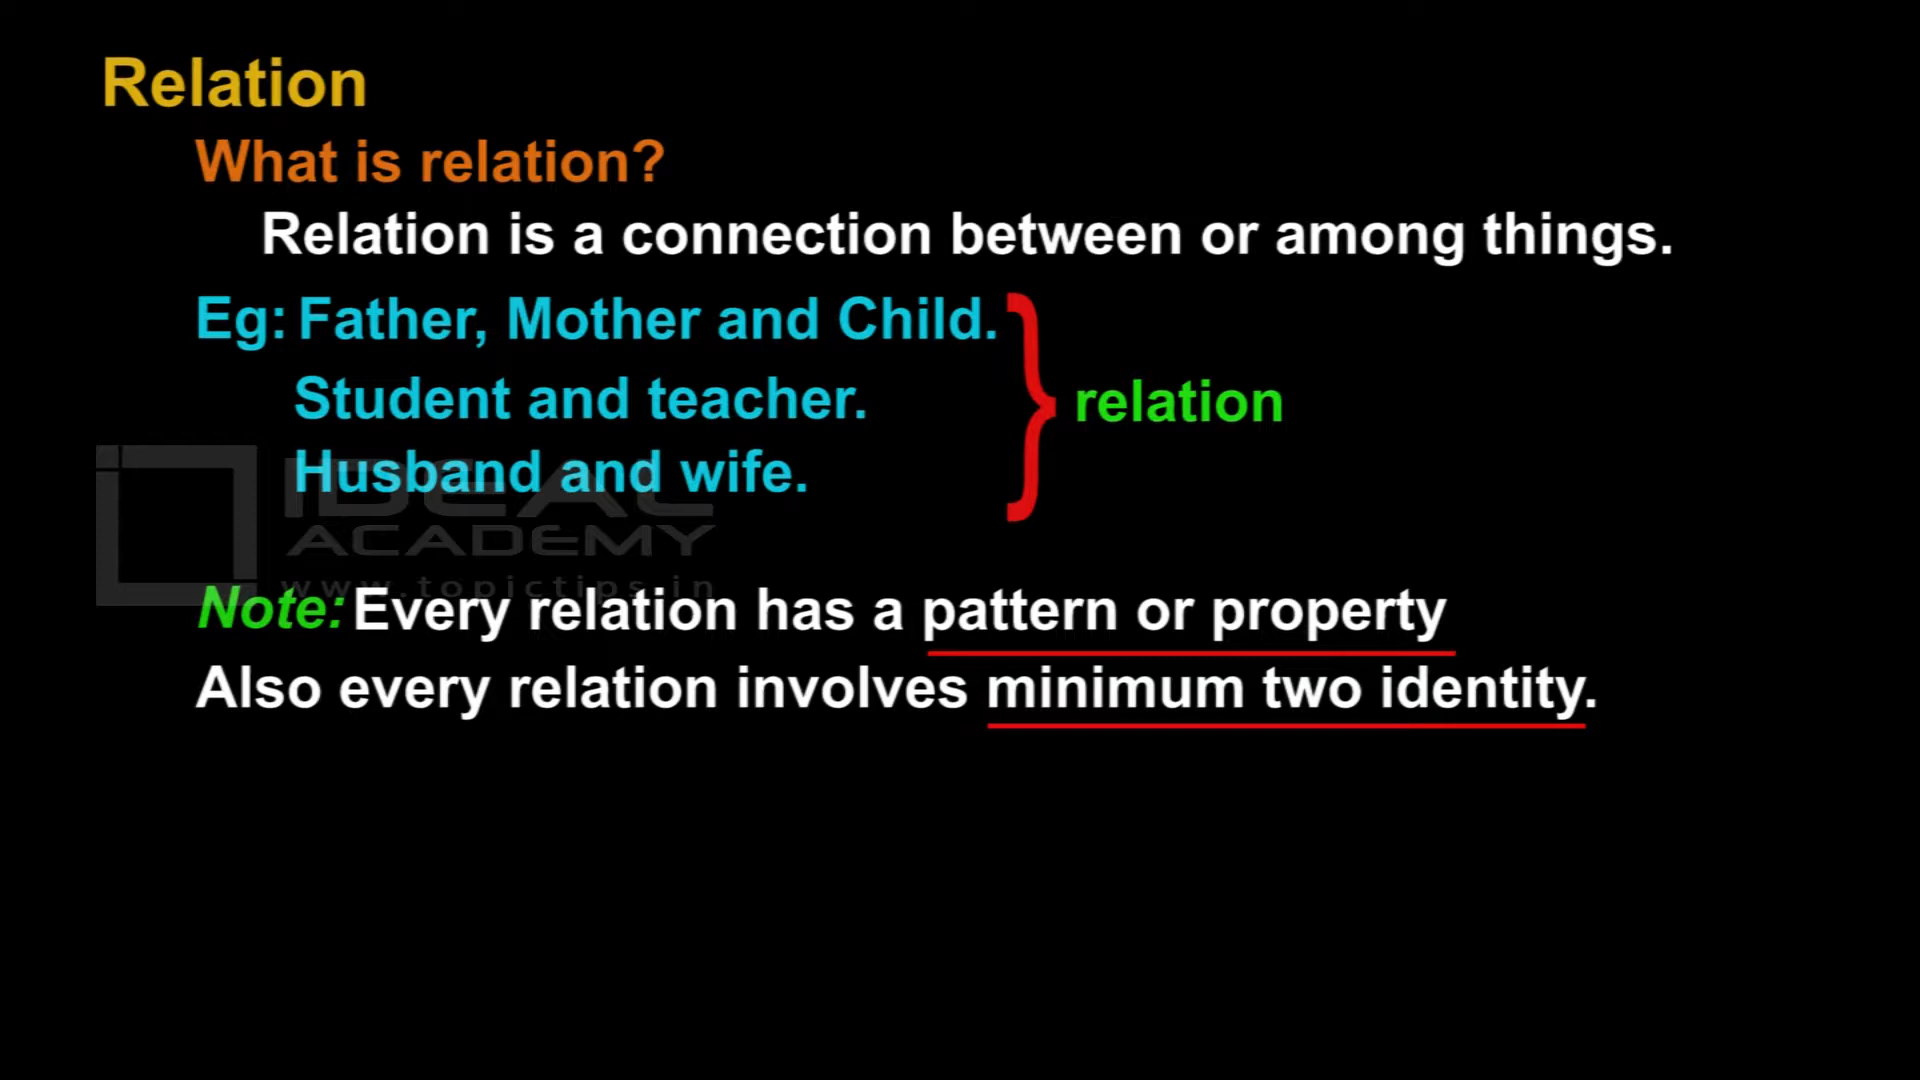 Relation
What is relation?
Relation is a connection between or among things.
Eg: Father, Mother and Child.
Student and teacher.
relation
Husband and wife.
IDEAL
ACADEMY
www.topictips.in
Note: Every relation has a pattern or property
Also every relation involves minimum two identity.